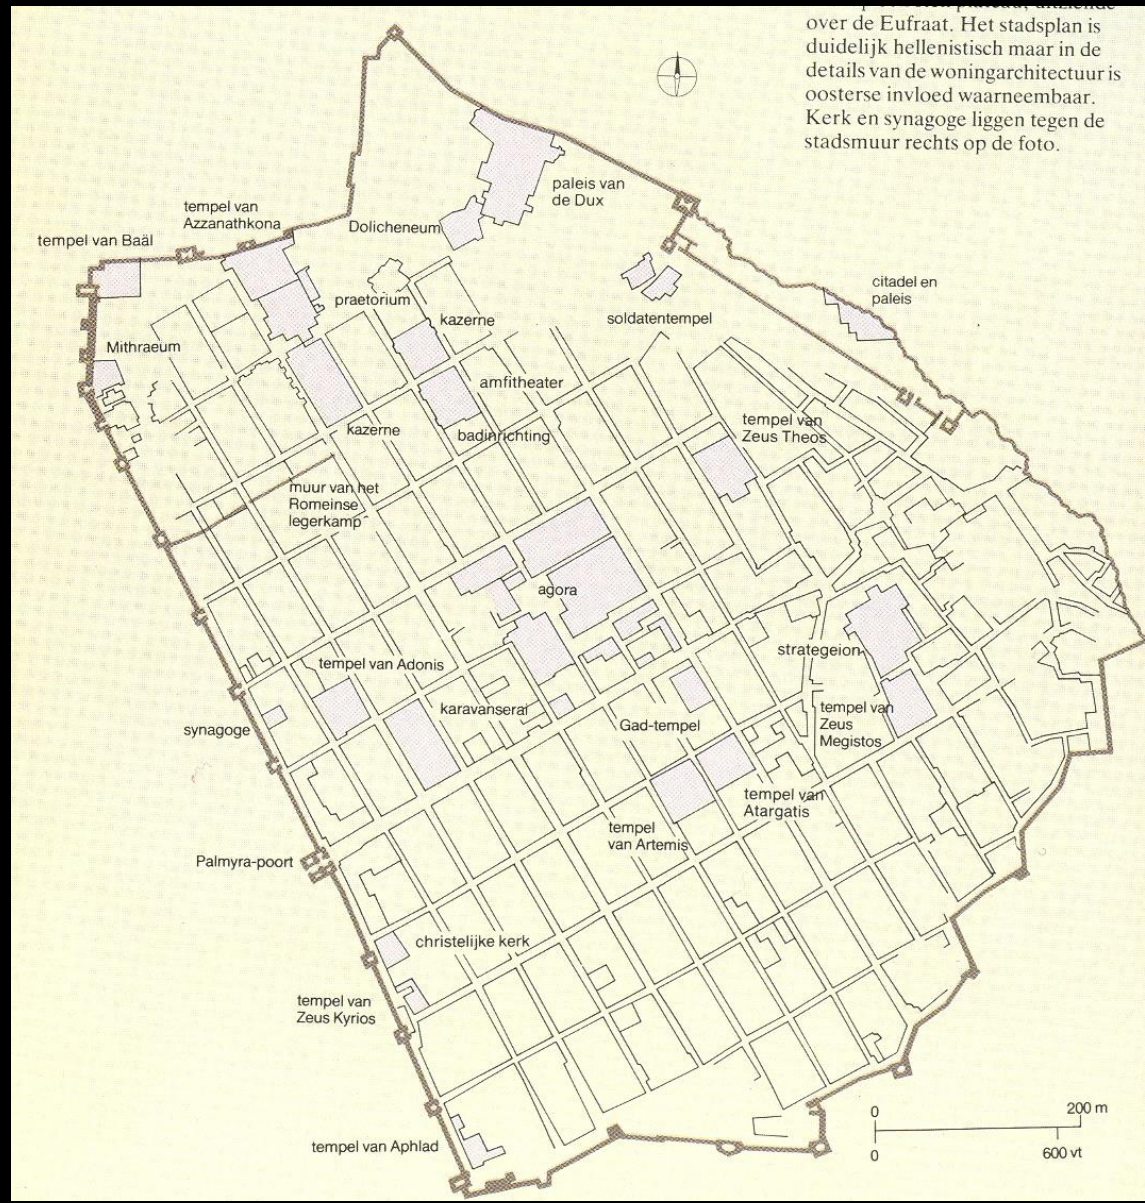 plateau, uitziende
over de Eufraat. Het stadsplan is
duidelijk hellenistisch maar in de
details van de woningarchitectuur is
oosterse invloed waarneembaar.
Kerk en synagoge liggen tegen de
stadsmuur rechts op de foto.
paleis van
de Dux
tempel van
Azzanathkona
Dolicheneum
tempel van Baäl
citadel en
paleis
praetorium
kazerne
soldatentempel
Mithraeum
amfitheater
tempel van
Zeus Theos
kazerne
badinrichting
muur van het
Romeinse
legerkamp
agora
strategeion
tempel van Adonis
karavanserai
synagoge
Gad-tempel
tempel van
Zeus
Megistos
tempel van
Atargatis
tempel
van Artemis
Palmyra-poort
christelijke kerk
tempel van
Zeus Kyrios
tempel van Aphlad
0 200 m
0 600 vt